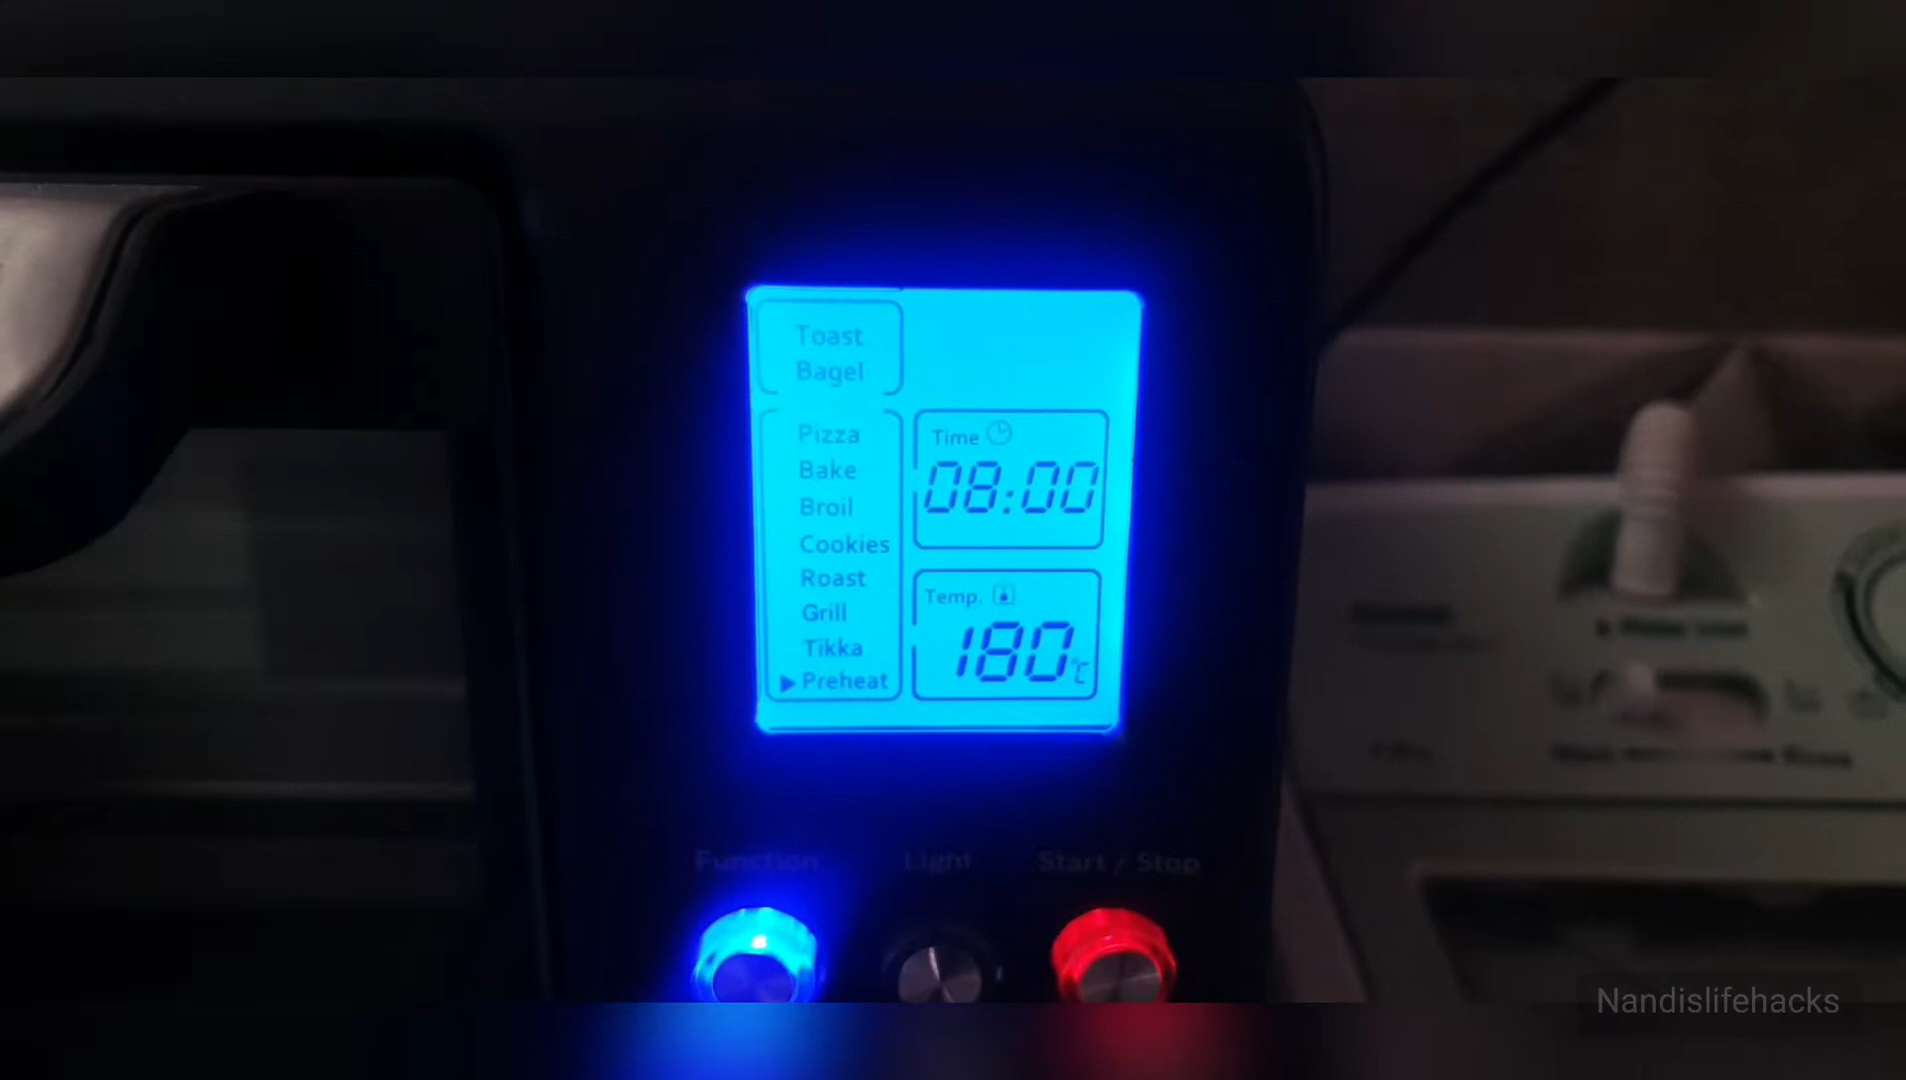 Toast
Bagel
Pizza
Bake
Broil
Cookies
Roast
Grill
Tikka
Preheat
Time
08:00
Temp.
180°C
Function
Light
Start / Stop
Nandislifehacks